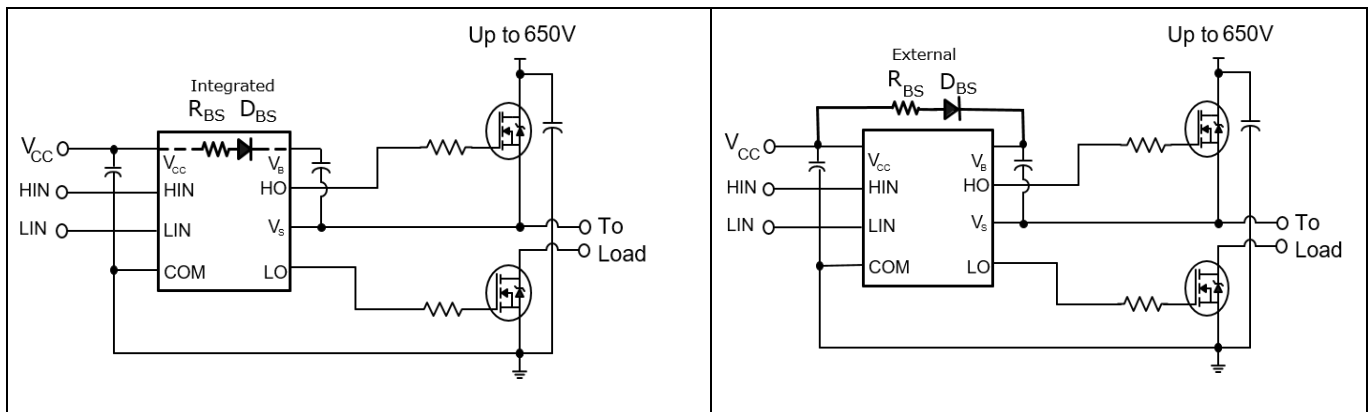 Up to 650V
Integrated
RBS DBS
VCC
VCC
VB
HIN
HIN
HO
LIN
LIN
VS
To
Load
COM
LO
Up to 650V
External
RBS DBS
VCC
VCC
VB
HIN
HIN
HO
LIN
LIN
VS
To
Load
COM
LO